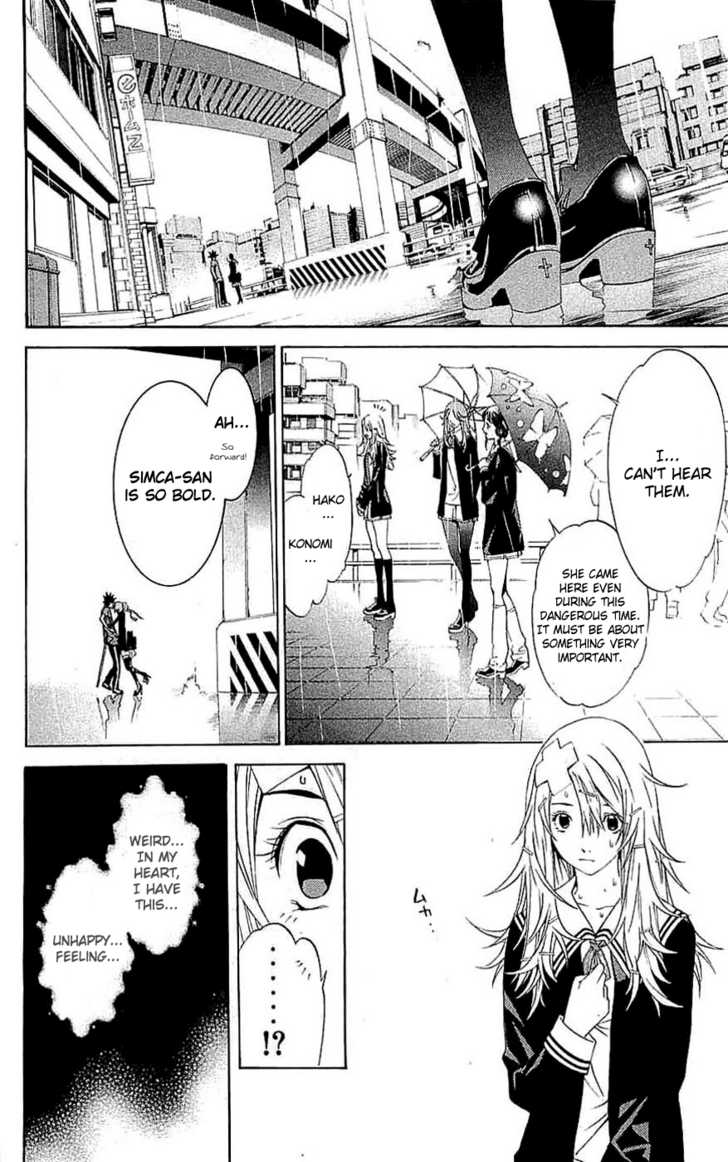 I...
CAN'T HEAR
THEM.
SHE CAME
HERE EVEN
DURING THIS
DANGEROUS TIME.
IT MUST BE ABOUT
SOMETHING VERY
IMPORTANT.
HAKO
...
KONOMI
...
AH...
So
forward!
SIMCA-SAN
IS SO BOLD.
ムカ...
.......
!?
WEIRD...
IN MY
HEART,
I HAVE
THIS...
UNHAPPY...
FEELING...